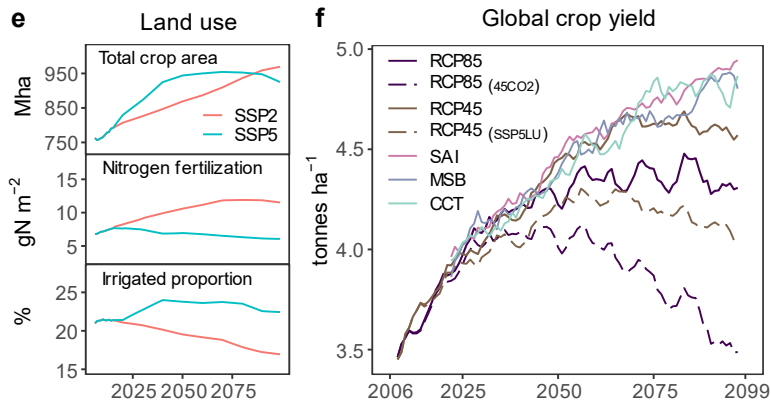 e
Land use
Total crop area
Mha
950
850
750
SSP2
SSP5
Nitrogen fertilization
gN m⁻²
15
10
5
Irrigated proportion
%
25
20
15
2025
2050
2075
f
Global crop yield
tonnes ha⁻¹
5.0
4.5
4.0
3.5
RCP85
RCP85 (45CO2)
RCP45
RCP45 (SSP5LU)
SAI
MSB
CCT
2006
2025
2050
2075
2099